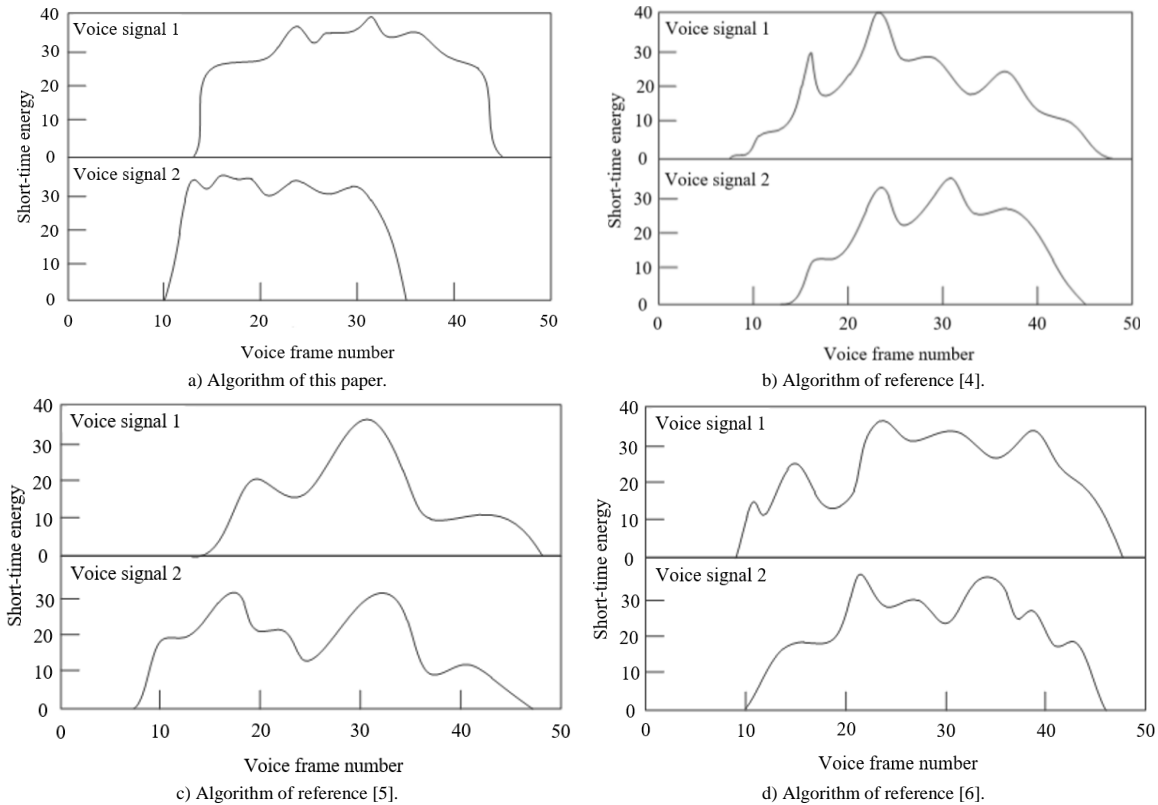 40
Voice signal 1
30
20
10
0
Voice signal 2
30
20
10
0
0 10 20 30 40 50
Short-time energy
Voice frame number
a) Algorithm of this paper.
40
Voice signal 1
30
20
10
0
Voice signal 2
30
20
10
0
0 10 20 30 40 50
Short-time energy
Voice frame number
b) Algorithm of reference [4].
40
Voice signal 1
30
20
10
0
Voice signal 2
30
20
10
0
0 10 20 30 40 50
Short-time energy
Voice frame number
c) Algorithm of reference [5].
40
Voice signal 1
30
20
10
0
Voice signal 2
30
20
10
0
0 10 20 30 40 50
Short-time energy
Voice frame number
d) Algorithm of reference [6].